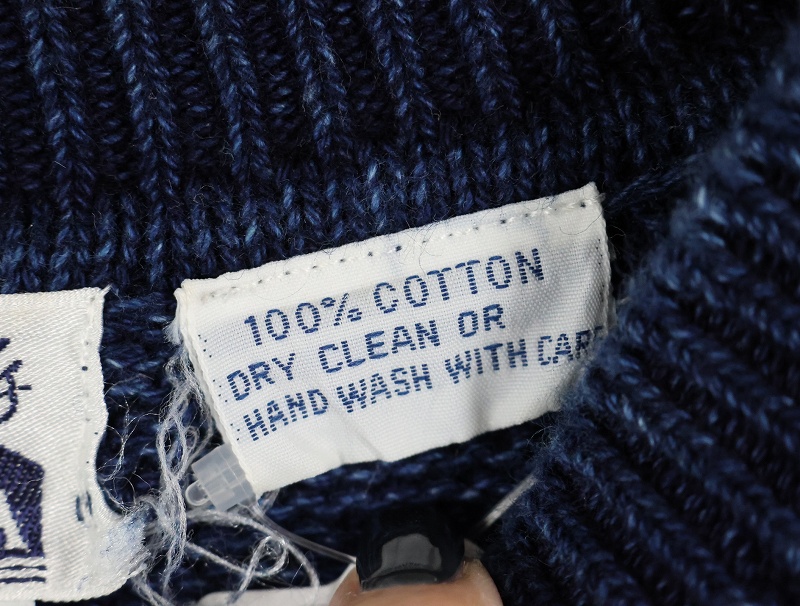 100% COTTON
DRY CLEAN OR
HAND WASH WITH CARE